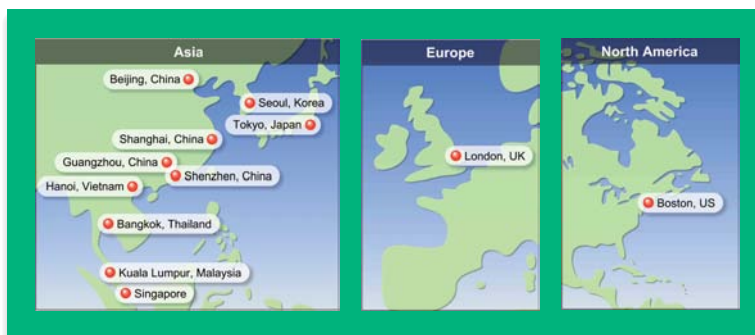 Asia
Beijing, China
Seoul, Korea
Tokyo, Japan
Shanghai, China
Guangzhou, China
Shenzhen, China
Hanoi, Vietnam
Bangkok, Thailand
Kuala Lumpur, Malaysia
Singapore
Europe
London, UK
North America
Boston, US